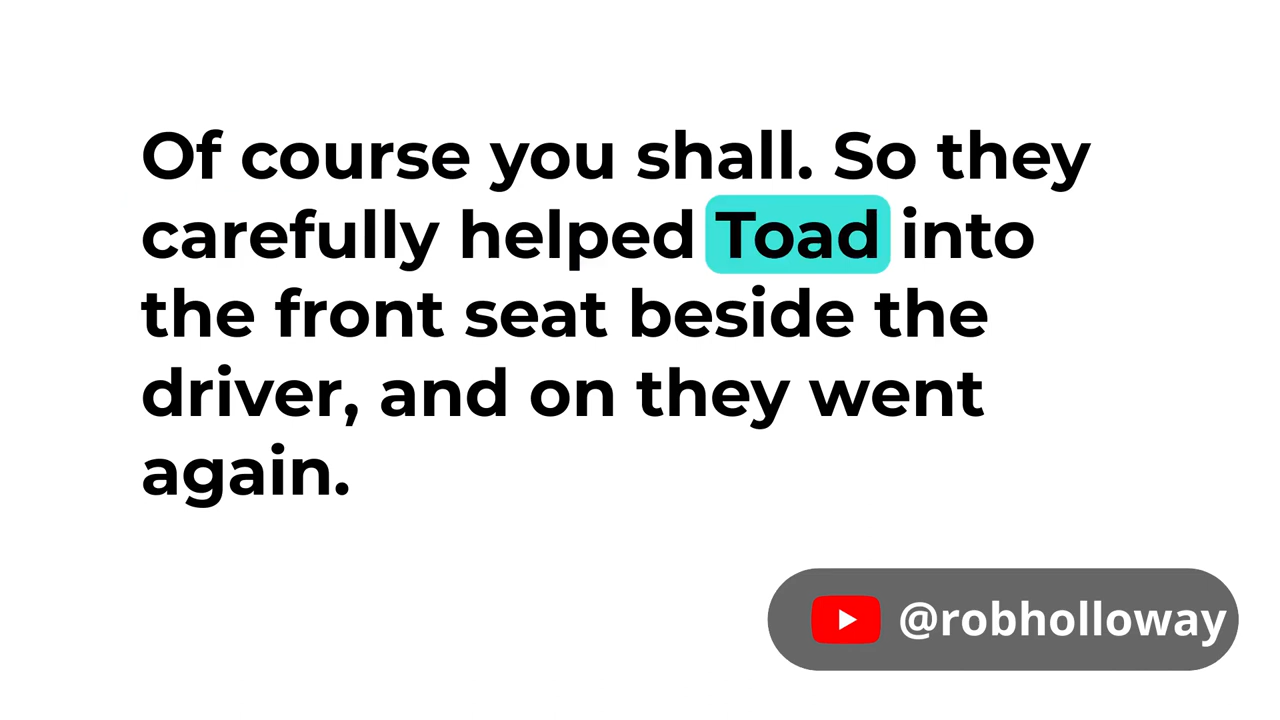 Of course you shall. So they
carefully helped Toad into
the front seat beside the
driver, and on they went
again.
@robholloway